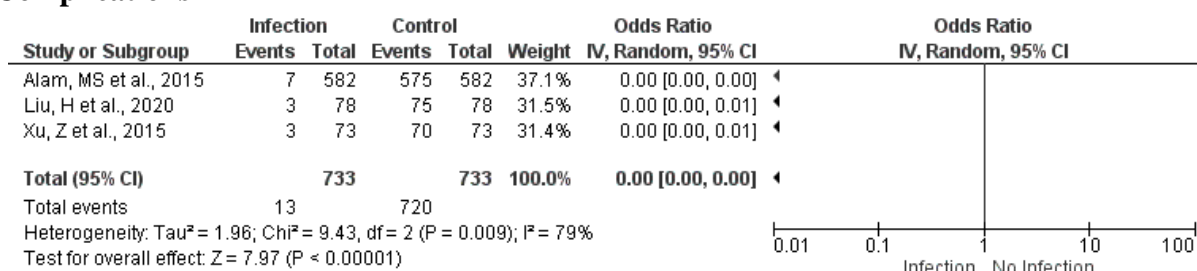 Infection Control Odds Ratio Odds Ratio
Study or Subgroup Events Total Events Total Weight IV, Random, 95% CI IV, Random, 95% CI
Alam, MS et al., 2015 7 582 575 582 37.1% 0.00 [0.00, 0.00]
Liu, H et al., 2020 3 78 75 78 31.5% 0.00 [0.00, 0.01]
Xu, Z et al., 2015 3 73 70 73 31.4% 0.00 [0.00, 0.01]
Total (95% CI) 733 733 100.0% 0.00 [0.00, 0.00]
Total events 13 720
Heterogeneity: Tau² = 1.96; Chi² = 9.43, df = 2 (P = 0.009); I² = 79%
Test for overall effect: Z = 7.97 (P < 0.00001)
0.01 0.1 1 10 100
Infection No Infection